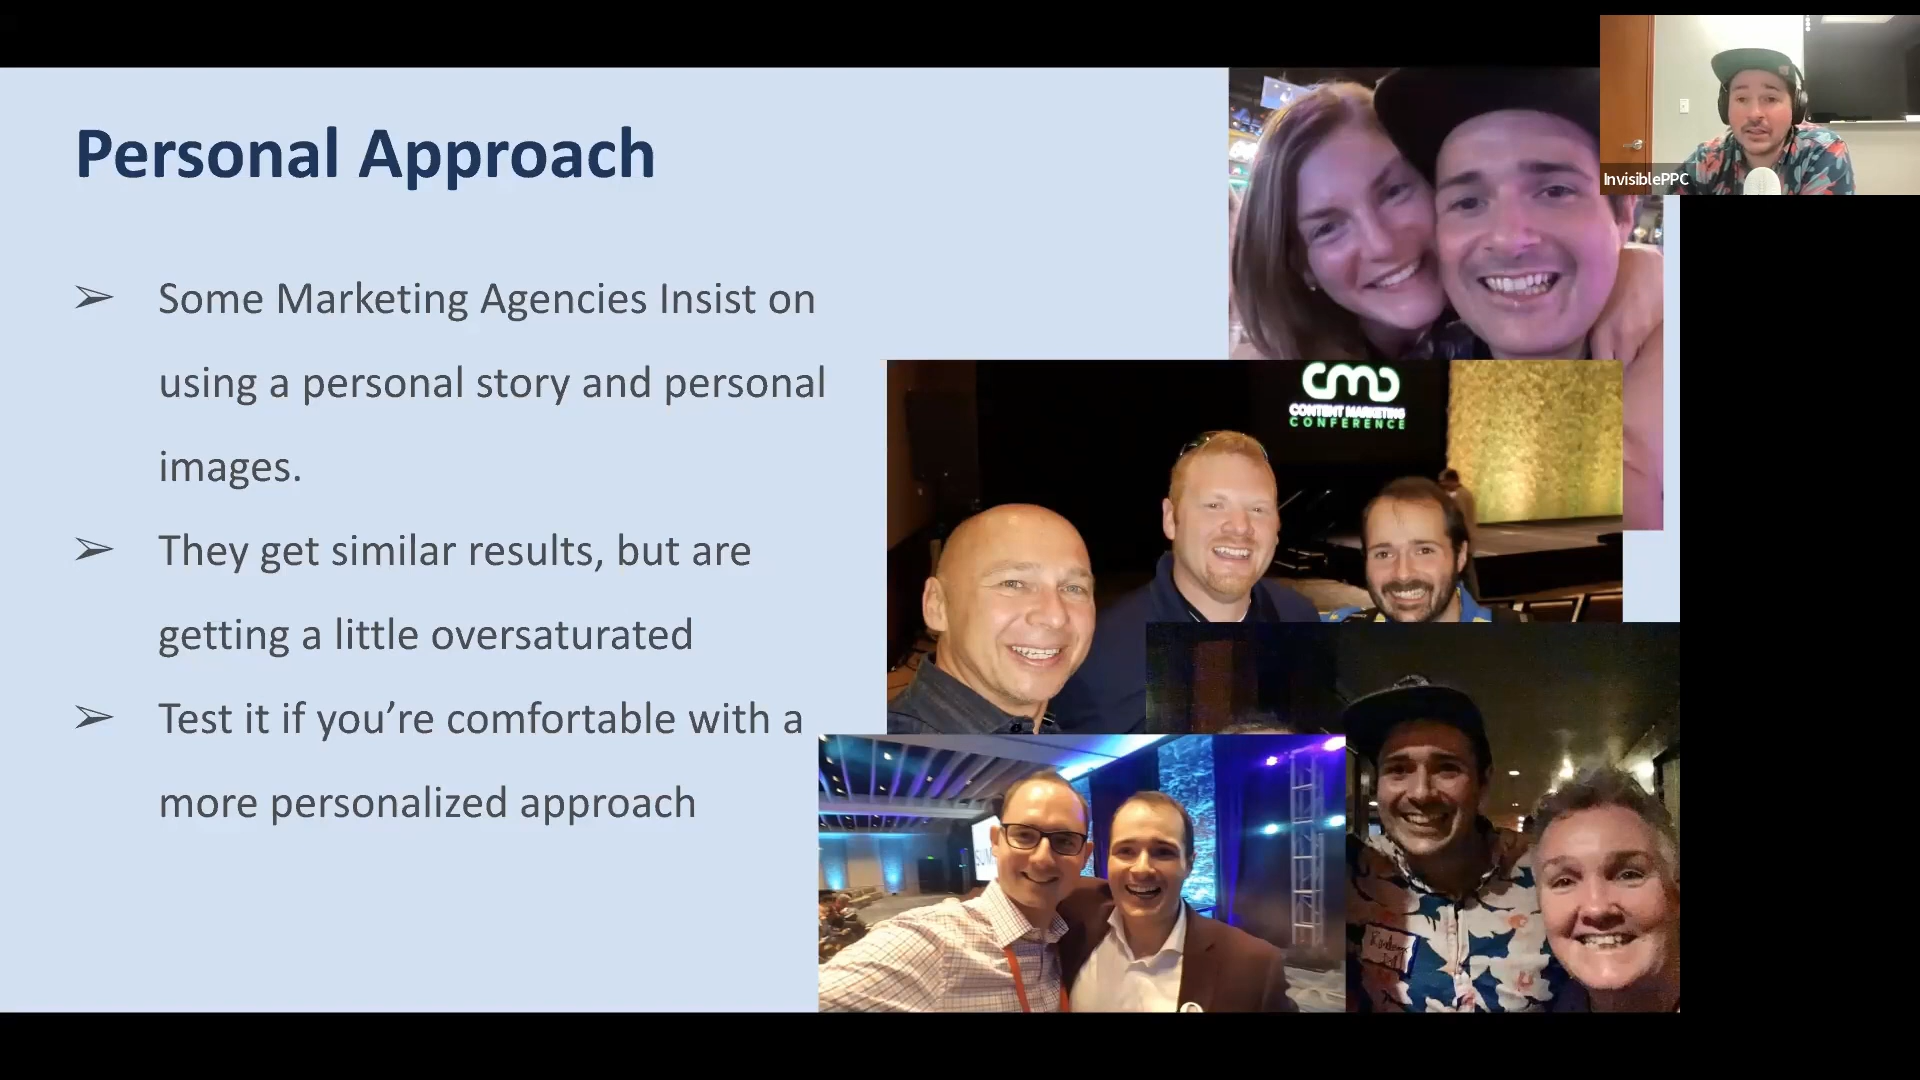 Personal Approach
➢ Some Marketing Agencies Insist on
using a personal story and personal
images.
➢ They get similar results, but are
getting a little oversaturated
➢ Test it if you’re comfortable with a
more personalized approach
InvisiblePPC
cmc
CONTENT MARKETING
CONFERENCE